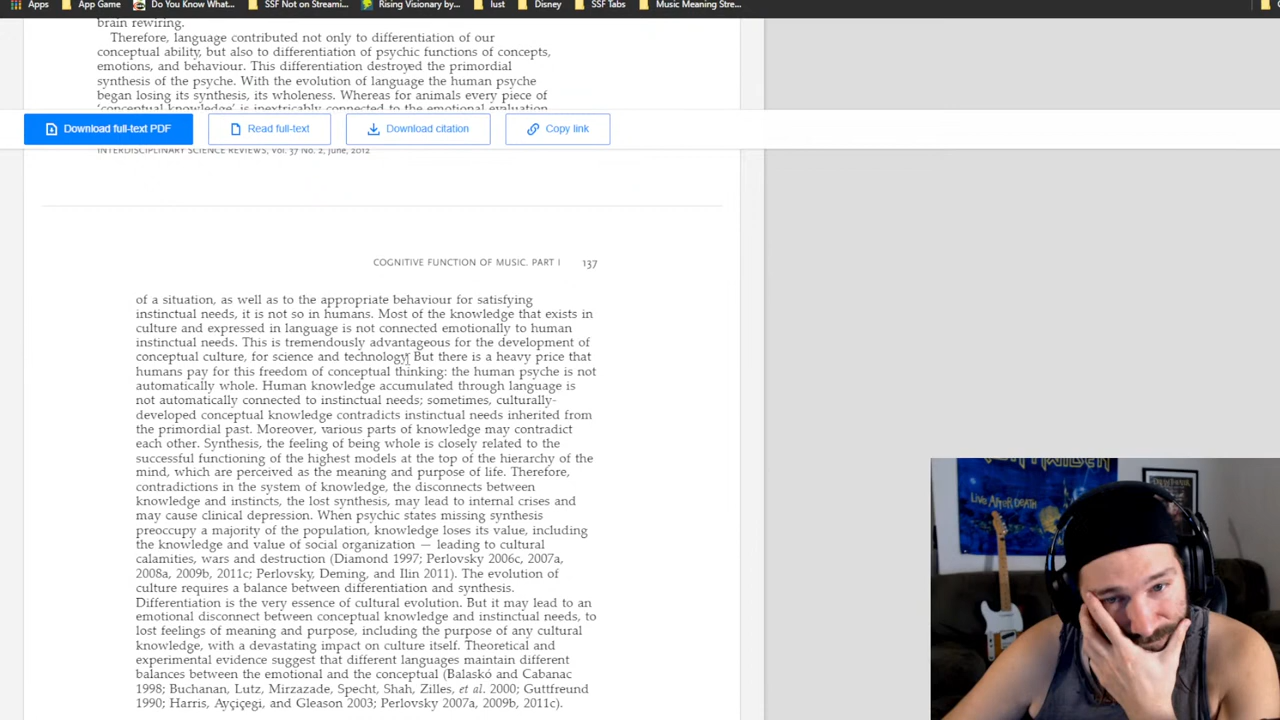 Apps
App Game
Do You Know What...
SSF Not on Streami...
Rising Visionary by...
lust
Disney
SSF Tabs
Music Meaning Stre...
brain rewiring.
Therefore, language contributed not only to differentiation of our
conceptual ability, but also to differentiation of psychic functions of concepts,
emotions, and behaviour. This differentiation destroyed the primordial
synthesis of the psyche. With the evolution of language the human psyche
began losing its synthesis, its wholeness. Whereas for animals every piece of
‘conceptual knowledge’ is inextricably connected to the emotional evaluation
Download full-text PDF
Read full-text
Download citation
Copy link
INTERDISCIPLINARY SCIENCE REVIEWS, Vol. 37 No. 2, June, 2012
COGNITIVE FUNCTION OF MUSIC. PART I 137
of a situation, as well as to the appropriate behaviour for satisfying
instinctual needs, it is not so in humans. Most of the knowledge that exists in
culture and expressed in language is not connected emotionally to human
instinctual needs. This is tremendously advantageous for the development of
conceptual culture, for science and technology. But there is a heavy price that
humans pay for this freedom of conceptual thinking: the human psyche is not
automatically whole. Human knowledge accumulated through language is
not automatically connected to instinctual needs; sometimes, culturally-
developed conceptual knowledge contradicts instinctual needs inherited from
the primordial past. Moreover, various parts of knowledge may contradict
each other. Synthesis, the feeling of being whole is closely related to the
successful functioning of the highest models at the top of the hierarchy of the
mind, which are perceived as the meaning and purpose of life. Therefore,
contradictions in the system of knowledge, the disconnects between
knowledge and instincts, the lost synthesis, may lead to internal crises and
may cause clinical depression. When psychic states missing synthesis
preoccupy a majority of the population, knowledge loses its value, including
the knowledge and value of social organization — leading to cultural
calamities, wars and destruction (Diamond 1997; Perlovsky 2006c, 2007a,
2008a, 2009b, 2011c; Perlovsky, Deming, and Ilin 2011). The evolution of
culture requires a balance between differentiation and synthesis.
Differentiation is the very essence of cultural evolution. But it may lead to an
emotional disconnect between conceptual knowledge and instinctual needs, to
lost feelings of meaning and purpose, including the purpose of any cultural
knowledge, with a devastating impact on culture itself. Theoretical and
experimental evidence suggest that different languages maintain different
balances between the emotional and the conceptual (Balaskó and Cabanac
1998; Buchanan, Lutz, Mirzazade, Specht, Shah, Zilles, et al. 2000; Guttfreund
1990; Harris, Ayçiçegi, and Gleason 2003; Perlovsky 2007a, 2009b, 2011c).
LIVE AFTER DEATH